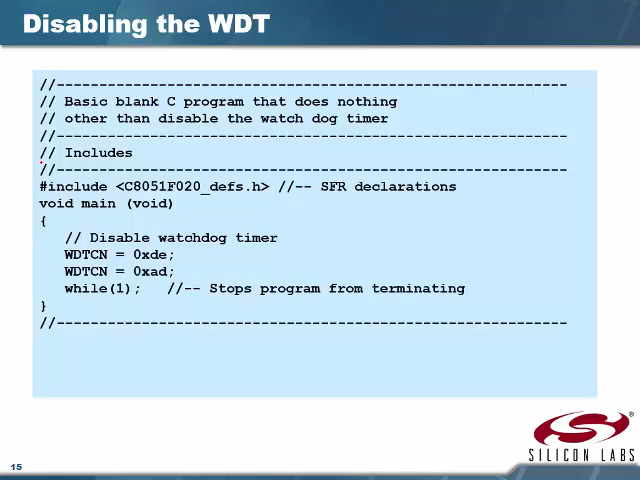 Disabling the WDT
//------------------------------------------------------------
// Basic blank C program that does nothing
// other than disable the watch dog timer
//------------------------------------------------------------
// Includes
//------------------------------------------------------------
#include <C8051F020_defs.h> //-- SFR declarations
void main (void)
{
   // Disable watchdog timer
   WDTCN = 0xde;
   WDTCN = 0xad;
   while(1);   //-- Stops program from terminating
}
//------------------------------------------------------------
®
SILICON LABS
15